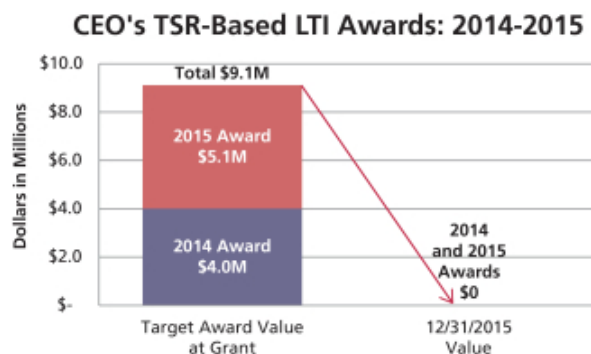 CEO's TSR-Based LTI Awards: 2014-2015
Dollars in Millions
$10.0
$8.0
$6.0
$4.0
$2.0
$-
Total $9.1M
2015 Award
$5.1M
2014 Award
$4.0M
2014
and 2015
Awards
$0
Target Award Value
at Grant
12/31/2015
Value